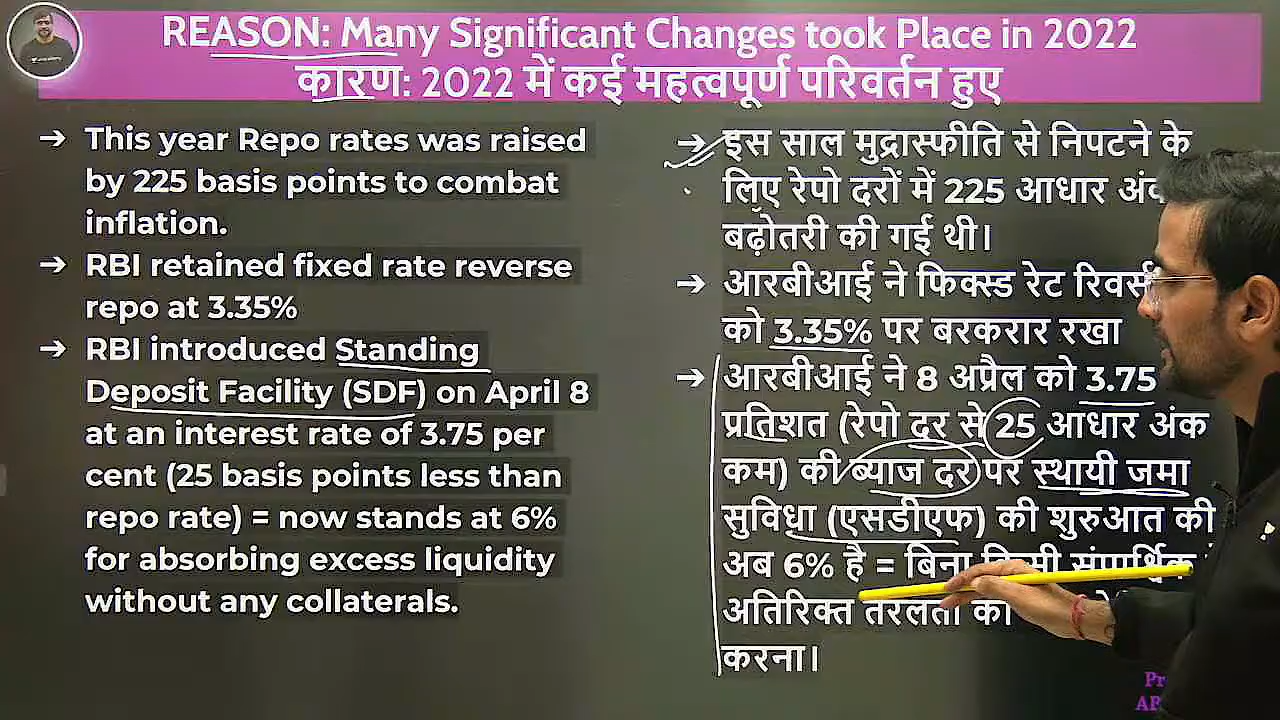 REASON: Many Significant Changes took Place in 2022
कारण: 2022 में कई महत्वपूर्ण परिवर्तन हुए
→ This year Repo rates was raised
by 225 basis points to combat
inflation.
→ RBI retained fixed rate reverse
repo at 3.35%
→ RBI introduced Standing
Deposit Facility (SDF) on April 8
at an interest rate of 3.75 per
cent (25 basis points less than
repo rate) = now stands at 6%
for absorbing excess liquidity
without any collaterals.
→ इस साल मुद्रास्फीति से निपटने के
लिए रेपो दरों में 225 आधार
बढ़ोतरी की गई थी।
→ आरबीआई ने फिक्स्ड रेट रिवर्स
को 3.35% पर बरकरार रखा
→ आरबीआई ने 8 अप्रैल को 3.75
प्रतिशत (रेपो दर से 25 आधार अंक
कम) की ब्याज दर पर स्थायी जमा
सुविधा (एसडीएफ) की शुरुआत की
अब 6% है = बिना किसी संपार्श्विक
अतिरिक्त तरलता को
करना।